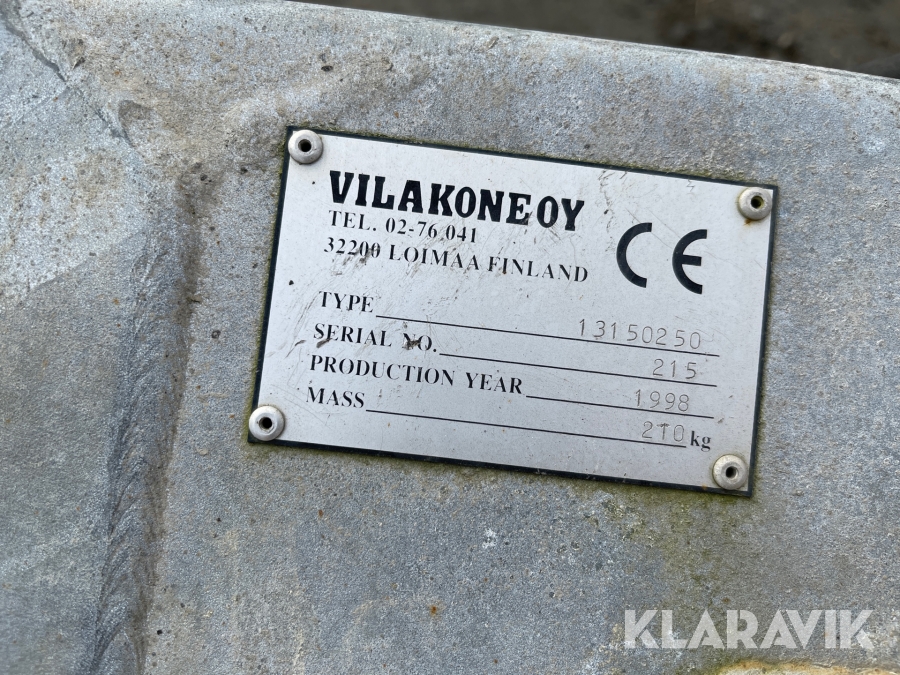 VILAKONE OY
TEL. 02-76 041
32200 LOIMAA FINLAND
CE
TYPE 13150250
SERIAL NO. 215
PRODUCTION YEAR 1998
MASS 210 kg
KLARAVIK